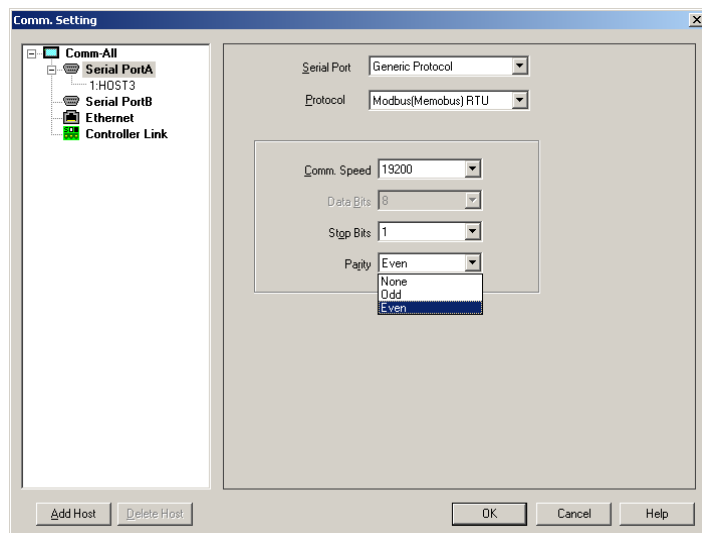 Comm. Setting
Comm-All
Serial PortA
1:HOST3
Serial PortB
Ethernet
Controller Link
Serial Port Generic Protocol
Protocol Modbus(Memobus) RTU
Comm. Speed 19200
Data Bits 8
Stop Bits 1
Parity Even
None
Odd
Even
Add Host Delete Host OK Cancel Help